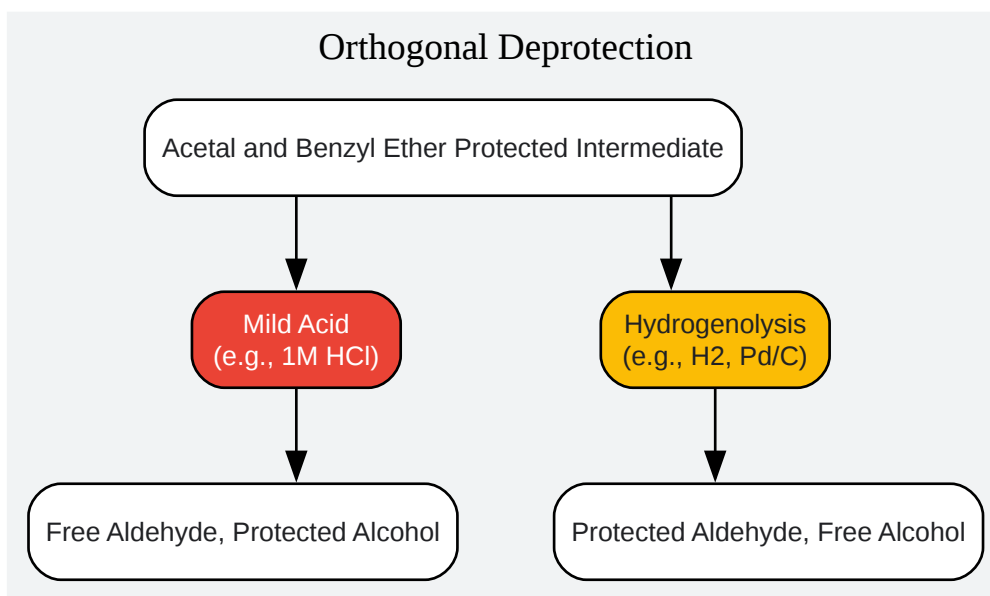 Orthogonal Deprotection
Acetal and Benzyl Ether Protected Intermediate
Mild Acid
(e.g., 1M HCl)
Hydrogenolysis
(e.g., H2, Pd/C)
Free Aldehyde, Protected Alcohol
Protected Aldehyde, Free Alcohol